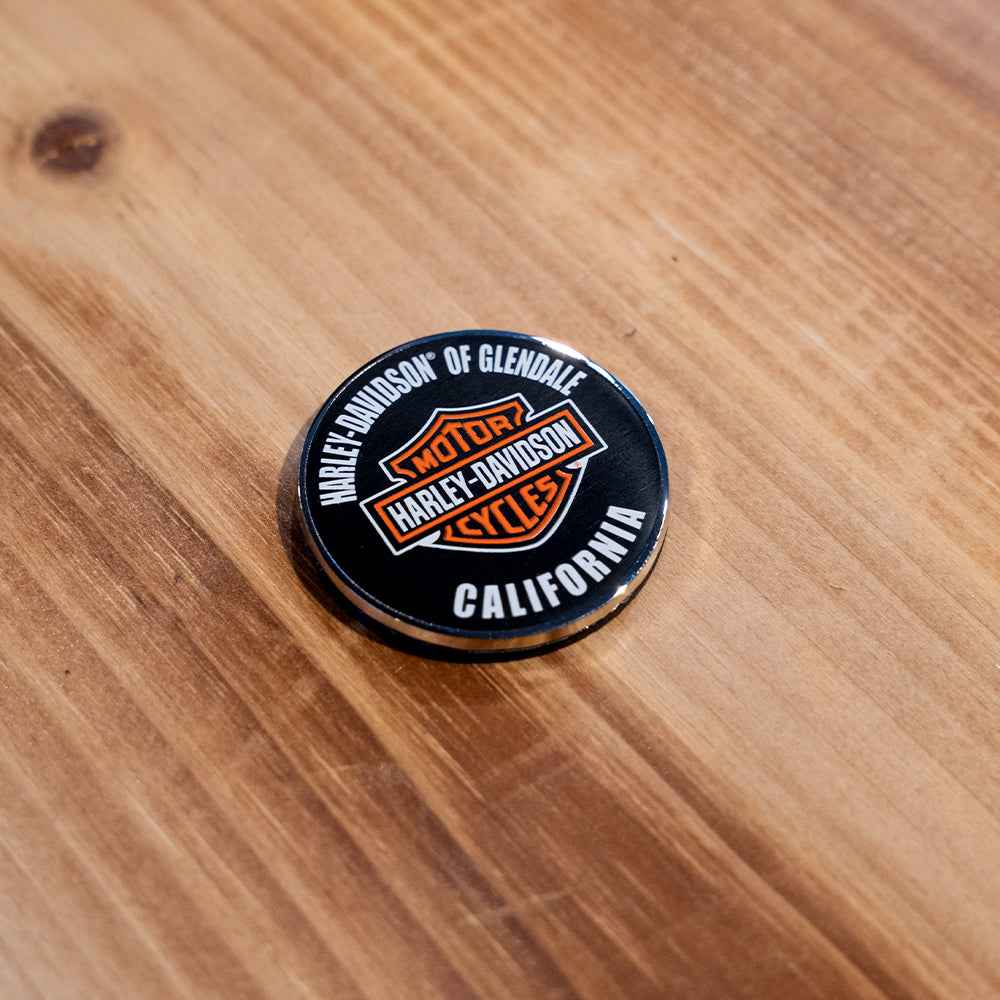 HARLEY-DAVIDSON® OF GLENDALE
MOTOR
HARLEY-DAVIDSON
CYCLES
CALIFORNIA